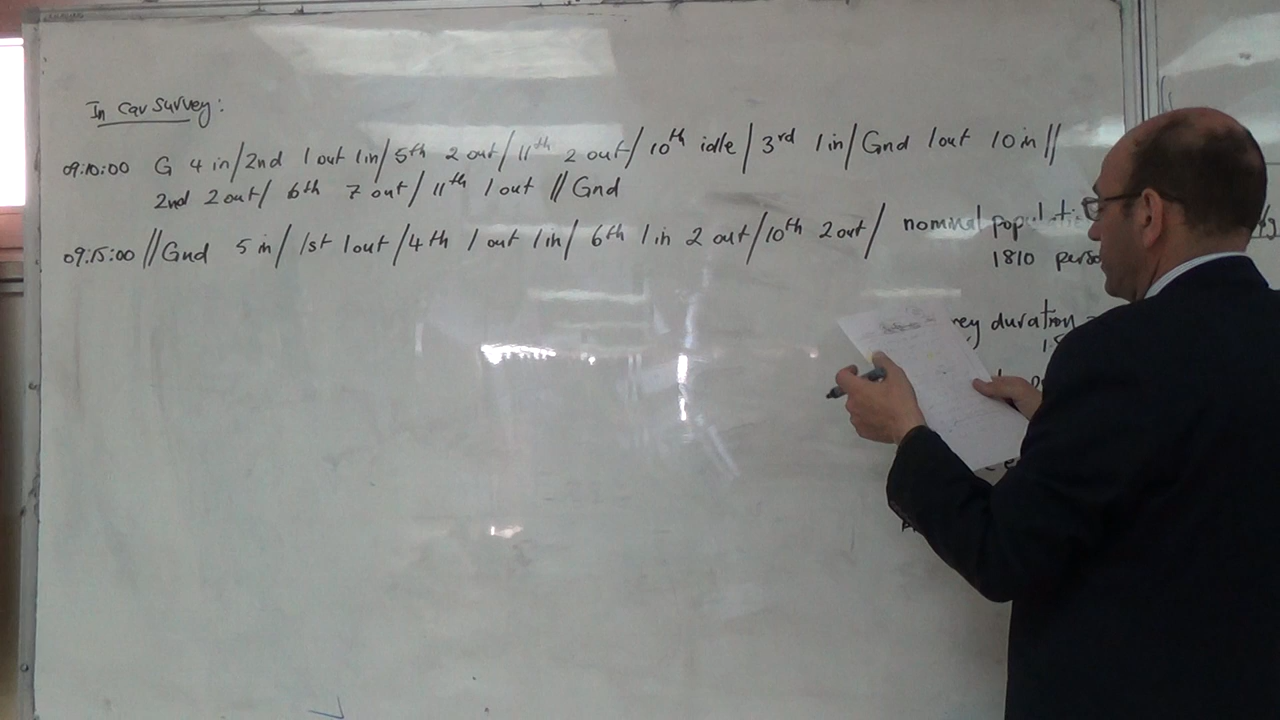 In car survey:
09:10:00 G 4 in/2nd 1 out 1 in/5th 2 out/11th 2 out/10th idle/3rd 1 in/Gnd 1 out 10 in//
2nd 2 out/ 6th 7 out/ 11th 1 out //Gnd
09:15:00 //Gnd 5 in/ 1st 1 out/4th 1 out 1 in/ 6th 1 in 2 out/10th 2 out/
nominal
1810
duration